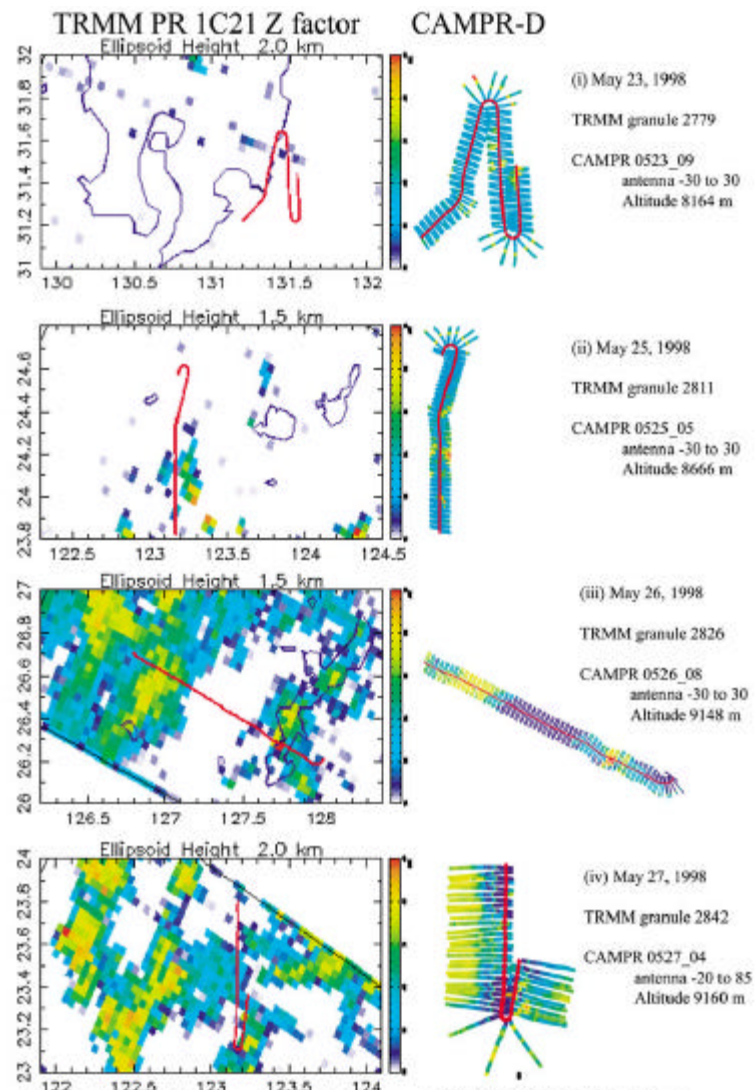 TRMM PR 1C21 Z factor
CAMPR-D
Ellipsoid Height 2.0 km
32
31.8
31.6
31.4
31.2
31
130
130.5
131
131.5
132
(i) May 23, 1998
TRMM granule 2779
CAMPR 0523_09
antenna -30 to 30
Altitude 8164 m
Ellipsoid Height 1.5 km
24.6
24.4
24.2
24
23.8
122.5
123
123.5
124
124.5
(ii) May 25, 1998
TRMM granule 2811
CAMPR 0525_05
antenna -30 to 30
Altitude 8666 m
Ellipsoid Height 1.5 km
27
26.8
26.6
26.4
26.2
26
126.5
127
127.5
128
(iii) May 26, 1998
TRMM granule 2826
CAMPR 0526_08
antenna -30 to 30
Altitude 9148 m
Ellipsoid Height 2.0 km
24
23.8
23.6
23.4
23.2
23
122
122.5
123
123.5
124
(iv) May 27, 1998
TRMM granule 2842
CAMPR 0527_04
antenna -20 to 85
Altitude 9160 m